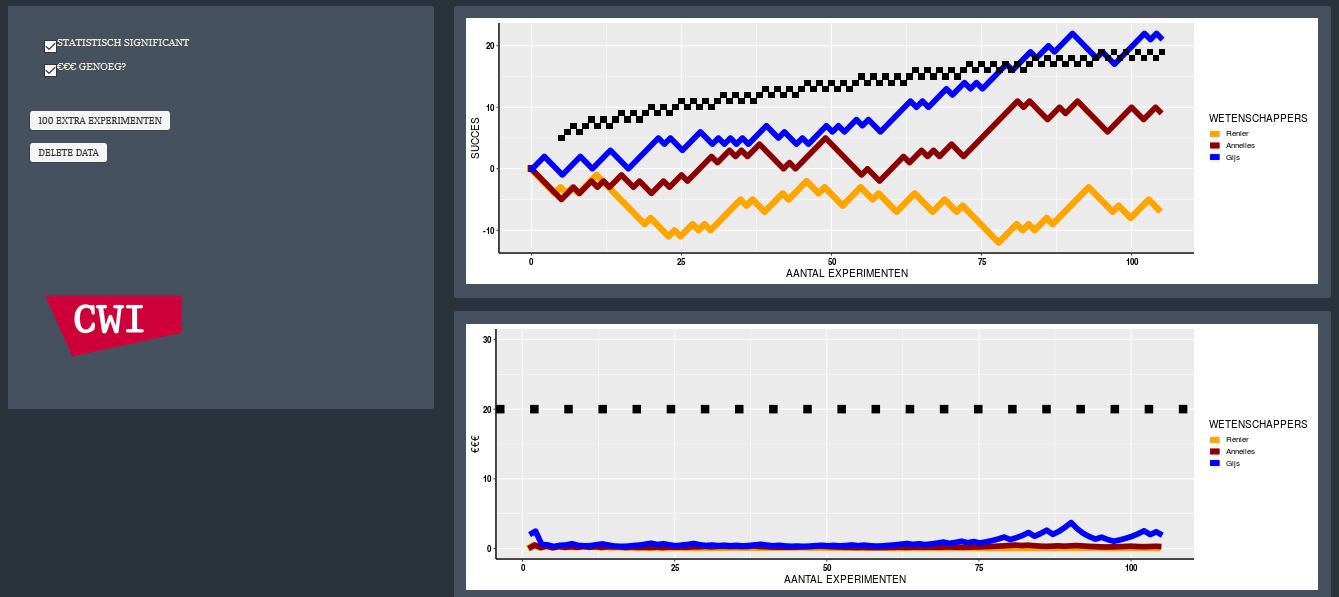 STATISTISCH SIGNIFICANT
€€€ GENOEG?
100 EXTRA EXPERIMENTEN
DELETE DATA
CWI
SUCCES
20
10
0
-10
0
25
50
75
100
AANTAL EXPERIMENTEN
WETENSCHAPPERS
Renier
Annelies
Gijs
€€€
30
20
10
0
0
25
50
75
100
AANTAL EXPERIMENTEN
WETENSCHAPPERS
Renier
Annelies
Gijs